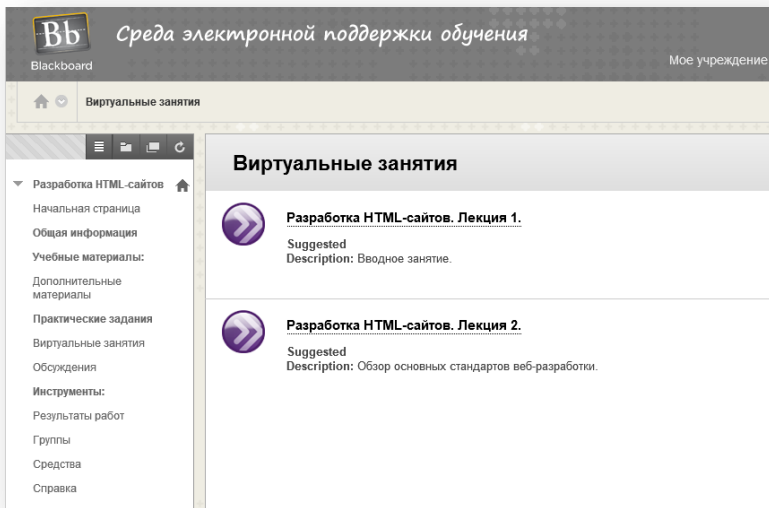 Bb
Среда электронной поддержки обучения
Blackboard
Мое учреждение
Виртуальные занятия
Разработка HTML-сайтов
Начальная страница
Общая информация
Учебные материалы:
Дополнительные
материалы
Практические задания
Виртуальные занятия
Обсуждения
Инструменты:
Результаты работ
Группы
Средства
Справка
Виртуальные занятия
Разработка HTML-сайтов. Лекция 1.
Suggested
Description: Вводное занятие.
Разработка HTML-сайтов. Лекция 2.
Suggested
Description: Обзор основных стандартов веб-разработки.